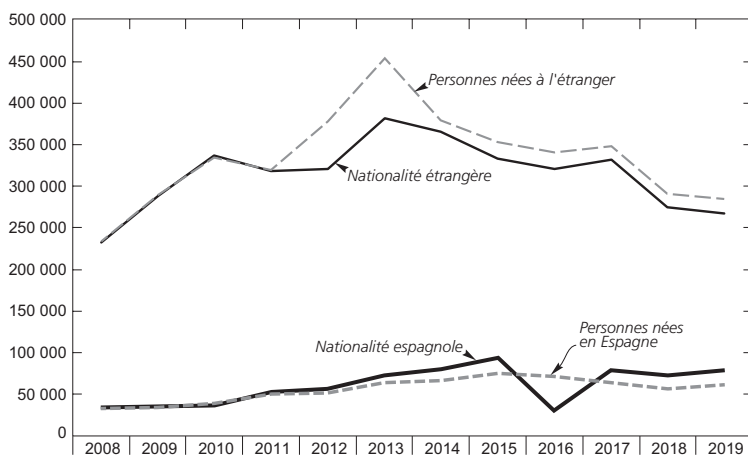 500 000
450 000
400 000
350 000
300 000
250 000
200 000
150 000
100 000
50 000
0
Personnes nées à l'étranger
Nationalité étrangère
Nationalité espagnole
Personnes nées
en Espagne
2008 2009 2010 2011 2012 2013 2014 2015 2016 2017 2018 2019